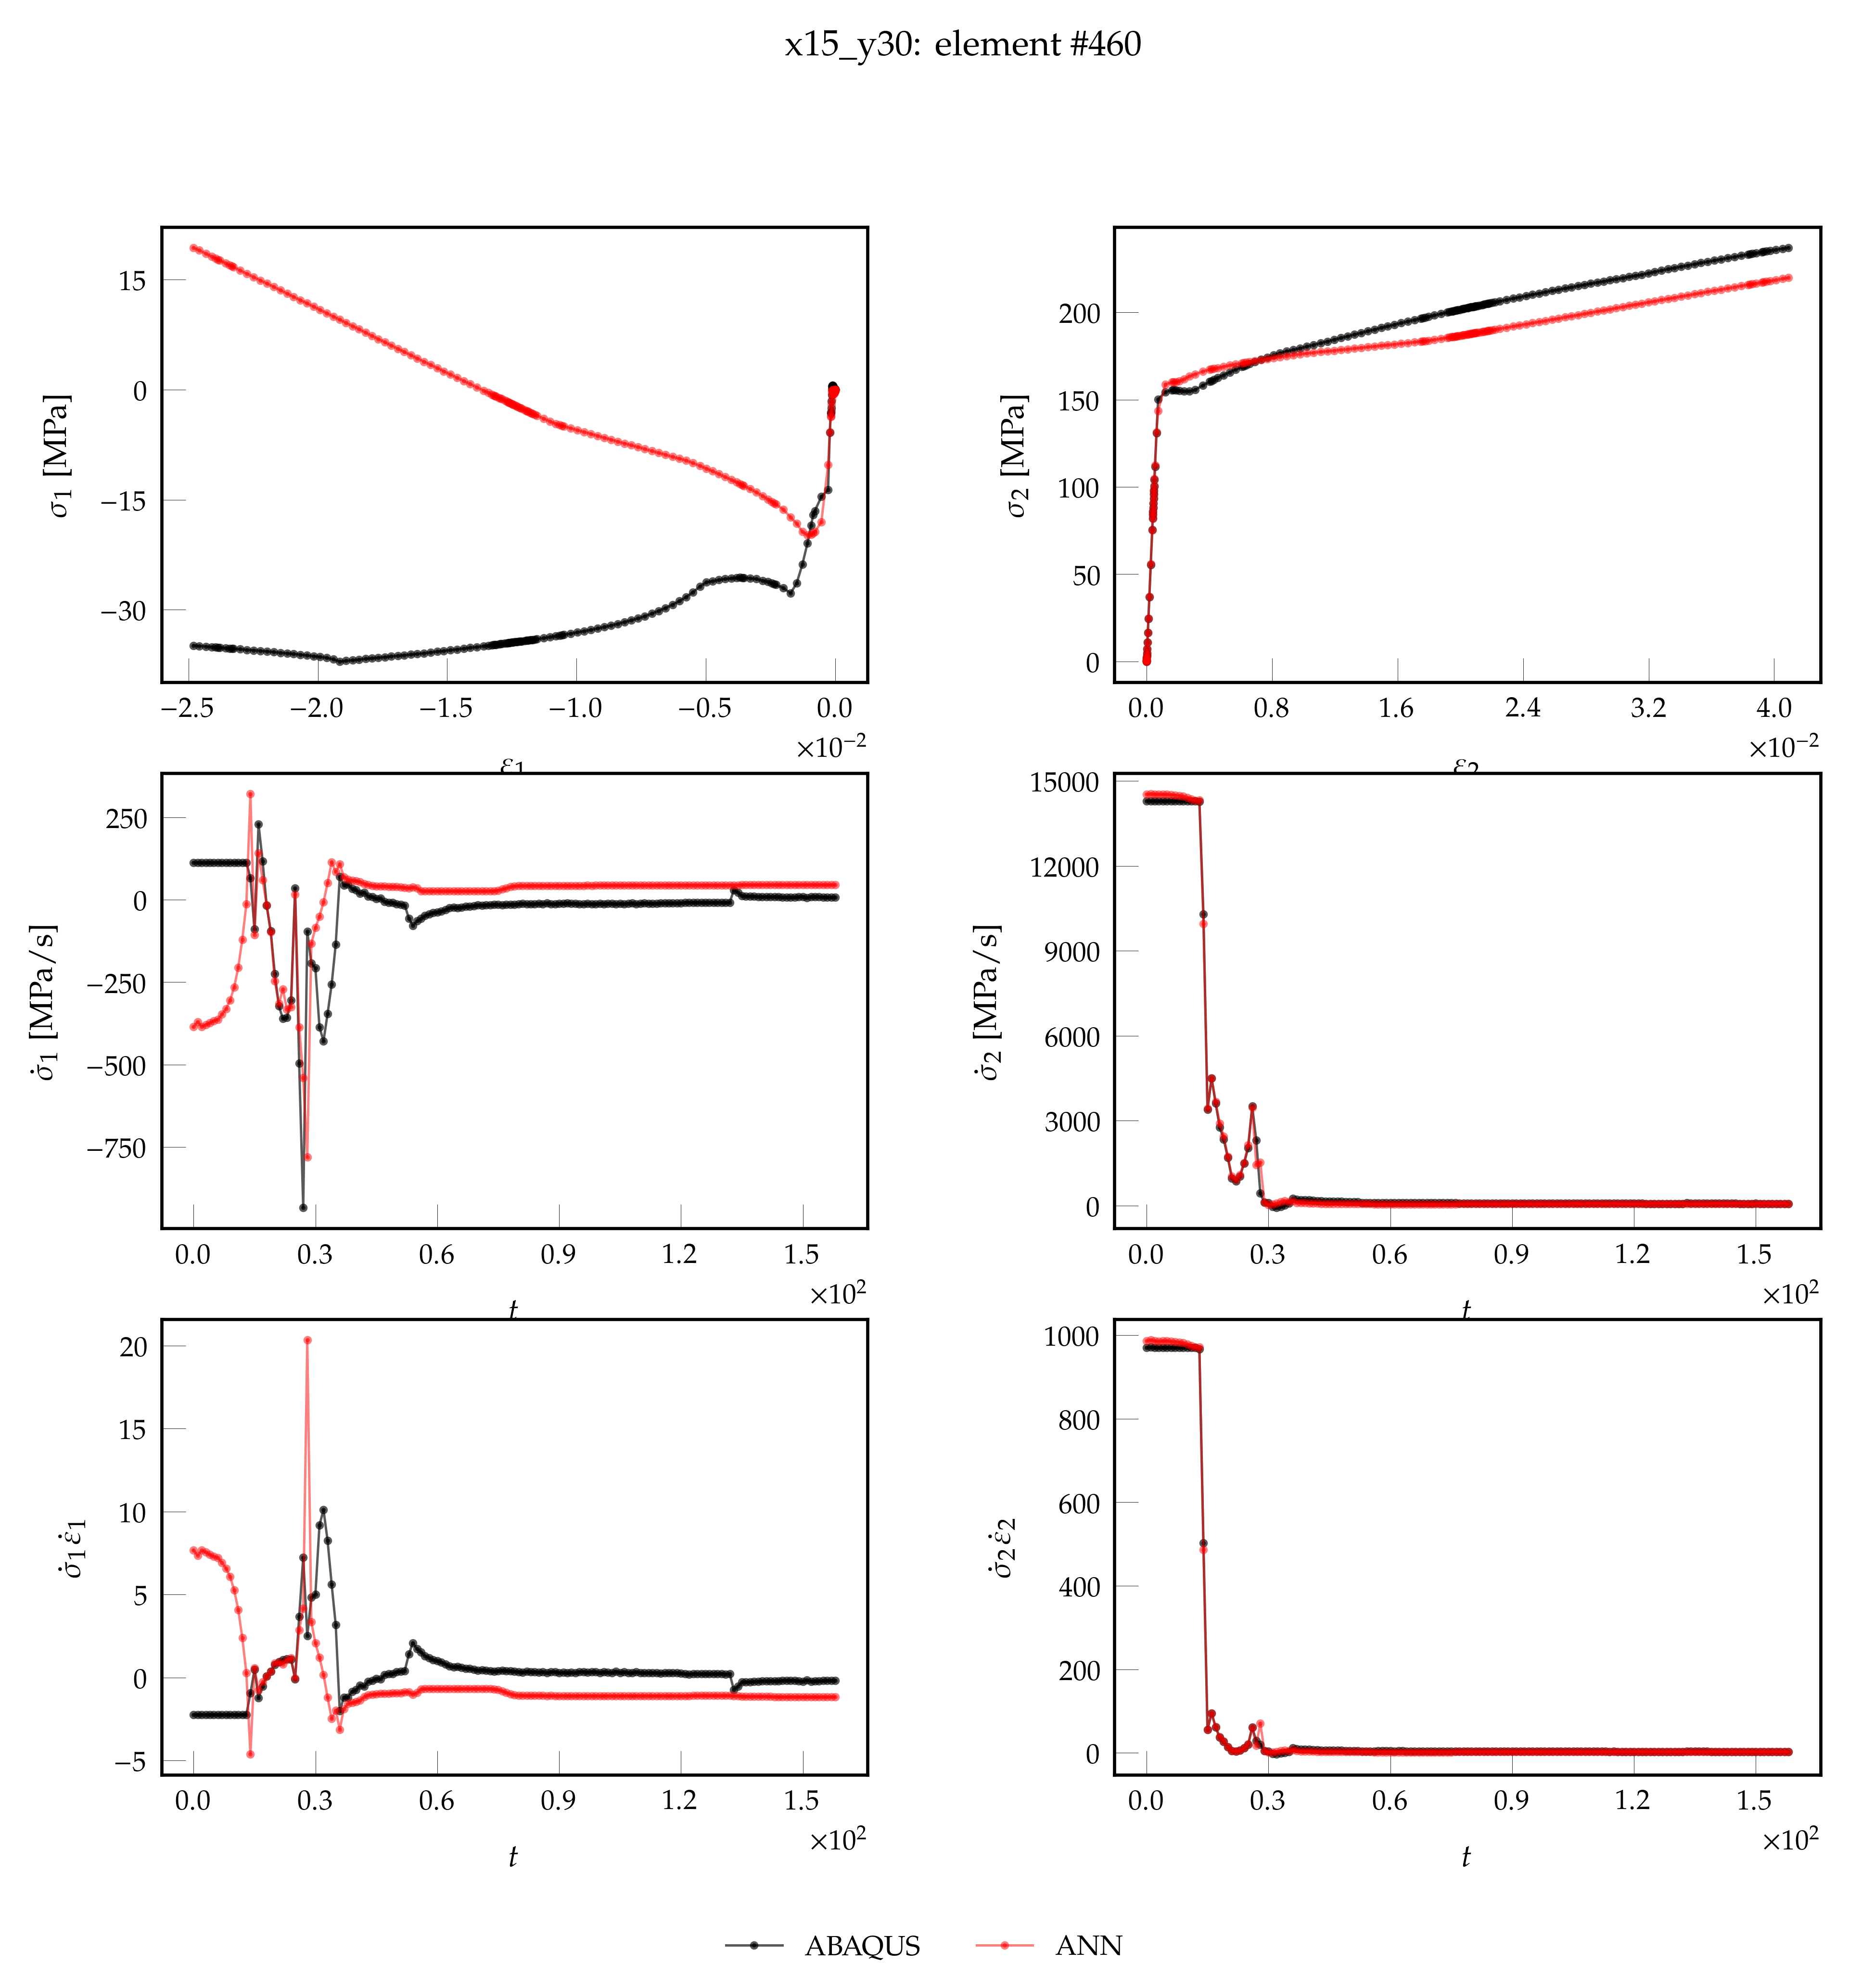 x15_y30: element #460
σ₁ [MPa]
15
0
−15
−30
−2.5 −2.0 −1.5 −1.0 −0.5 0.0
×10⁻²
ε₁
σ₂ [MPa]
200
150
100
50
0
0.0 0.8 1.6 2.4 3.2 4.0
×10⁻²
ε₂
σ̇₁ [MPa/s]
250
0
−250
−500
−750
0.0 0.3 0.6 0.9 1.2 1.5
×10²
t
σ̇₂ [MPa/s]
15000
12000
9000
6000
3000
0
0.0 0.3 0.6 0.9 1.2 1.5
×10²
t
σ̇₁ε̇₁
20
15
10
5
0
−5
0.0 0.3 0.6 0.9 1.2 1.5
×10²
t
σ̇₂ε̇₂
1000
800
600
400
200
0
0.0 0.3 0.6 0.9 1.2 1.5
×10²
t
ABAQUS ANN